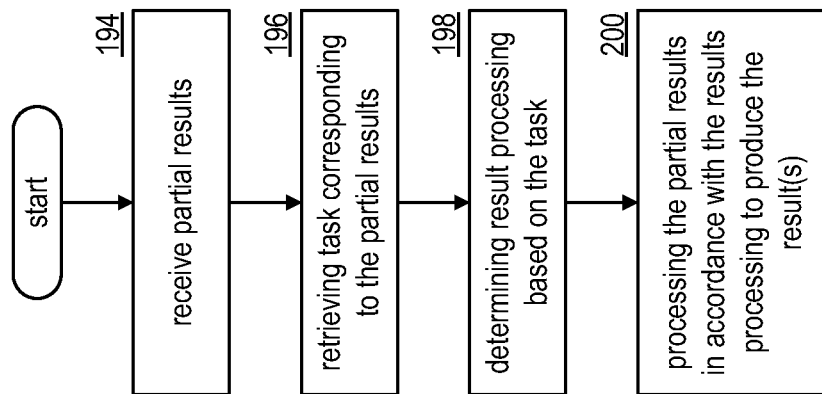 start
194
receive partial results
196
retrieving task corresponding
to the partial results
198
determining result processing
based on the task
200
processing the partial results
in accordance with the results
processing to produce the
result(s)